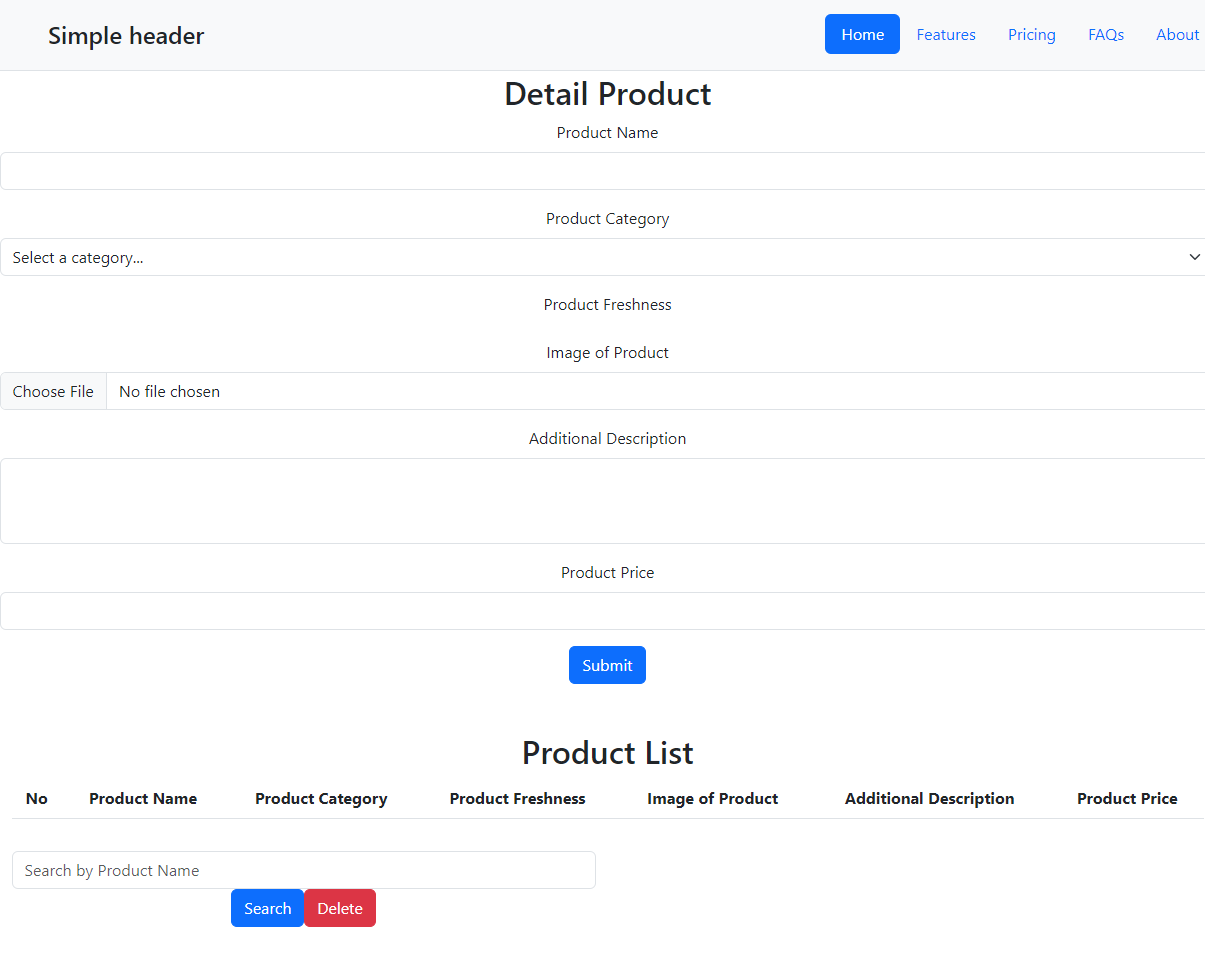 Simple header
Home Features Pricing FAQs About
Detail Product
Product Name
Product Category
Select a category...
Product Freshness
Image of Product
Choose File No file chosen
Additional Description
Product Price
Submit
Product List
No Product Name Product Category Product Freshness Image of Product Additional Description Product Price
Search by Product Name
Search Delete